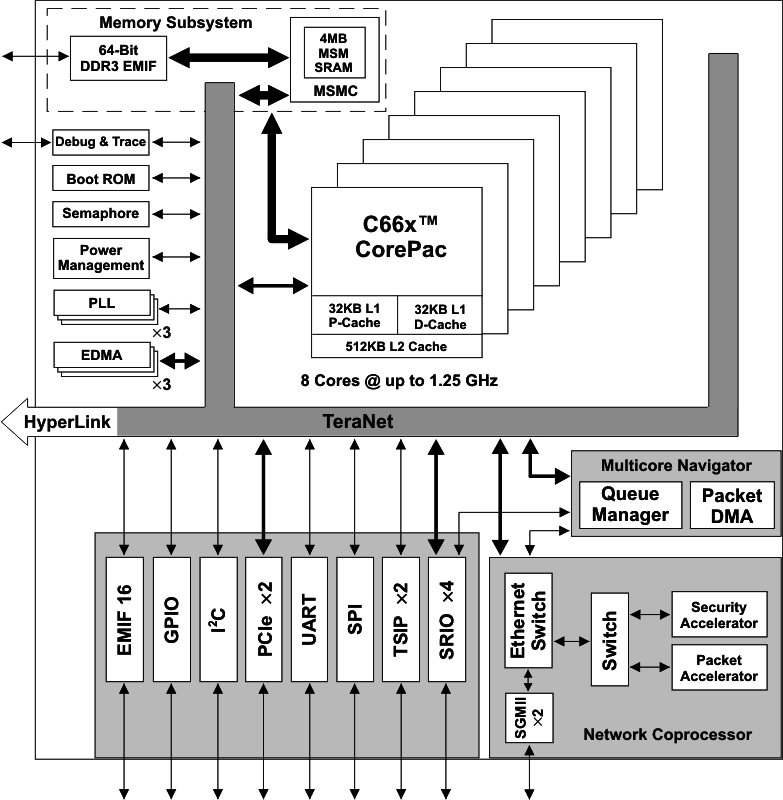 Memory Subsystem
64-Bit
DDR3 EMIF
4MB
MSM
SRAM
MSMC
Debug & Trace
Boot ROM
Semaphore
Power
Management
PLL
×3
EDMA
×3
C66x™
CorePac
32KB L1
P-Cache
32KB L1
D-Cache
512KB L2 Cache
8 Cores @ up to 1.25 GHz
HyperLink
TeraNet
Multicore Navigator
Queue
Manager
Packet
DMA
EMIF 16
GPIO
I²C
PCIe ×2
UART
SPI
TSIP ×2
SRIO ×4
Ethernet
Switch
Switch
Security
Accelerator
Packet
Accelerator
SGMII
×2
Network Coprocessor